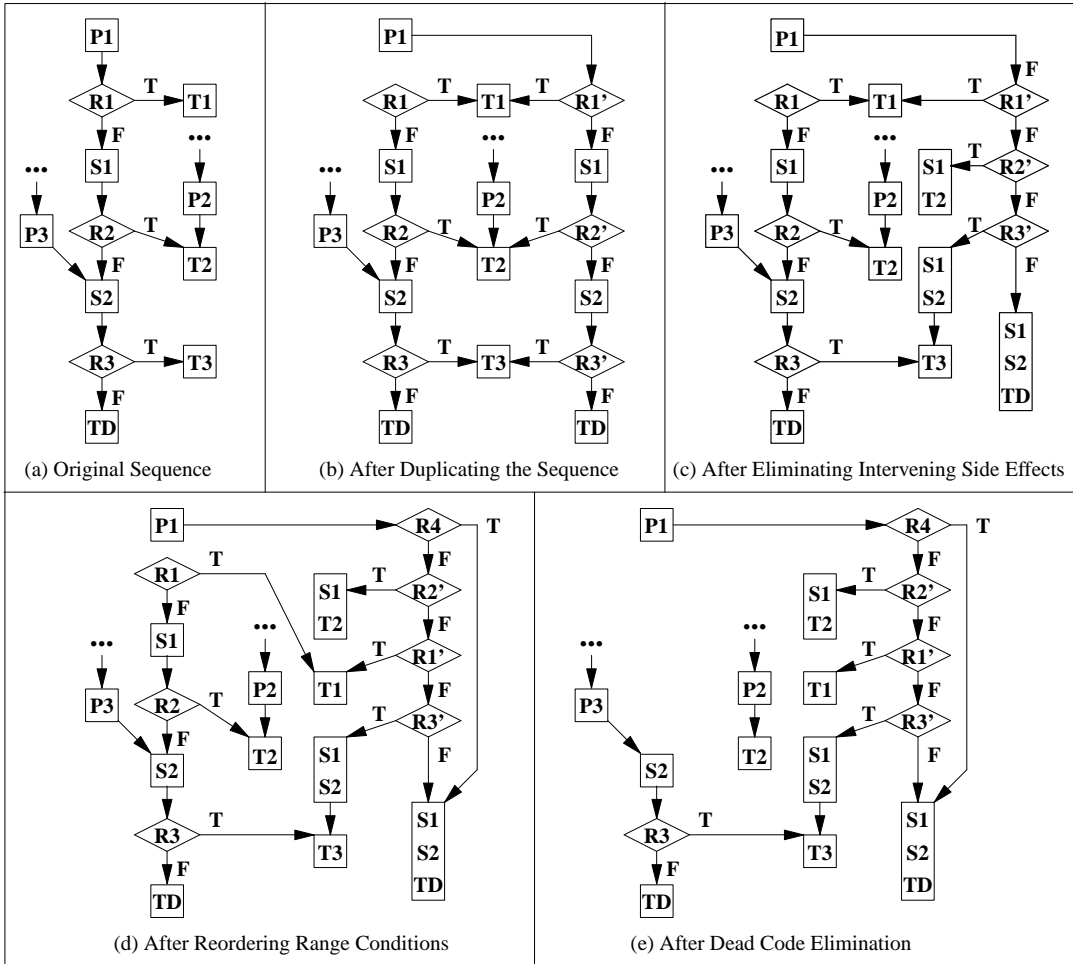 P1
T
R1 T1
F
•••
S1
•••
P2
P3 R2 T
F T2
S2
T
R3 T3
F
TD
(a) Original Sequence
P1
T T
R1 T1 R1’
F F
•••
S1 S1
•••
P2
P3 R2 T T R2’
F T2 F
S2 S2
T T
R3 T3 R3’
F F
TD TD
(b) After Duplicating the Sequence
P1
F
T T
R1 T1 R1’
F F
•••
S1 T R2’
S1
T2
•••
P2 F
P3 R2 T T R3’
F T2 F
S1
S2 S2
S1
T
R3 T3 S2
F
TD TD
(c) After Eliminating Intervening Side Effects
P1 R4 T
F
T T
R1 S1 R2’
F T2
F
•••
S1
•••
T R1’
P3 R2 T P2 T1 F
T R3’
F T2 S1 F
S2 S2
S1
T
R3 T3 S2
F
TD TD
(d) After Reordering Range Conditions
P1 R4 T
F
T
S1 R2’
T2
F
•••
•••
T R1’
P3 P2 T1 F
T R3’
T2 S1 F
S2 S2
S1
T
R3 T3 S2
F
TD TD
(e) After Dead Code Elimination